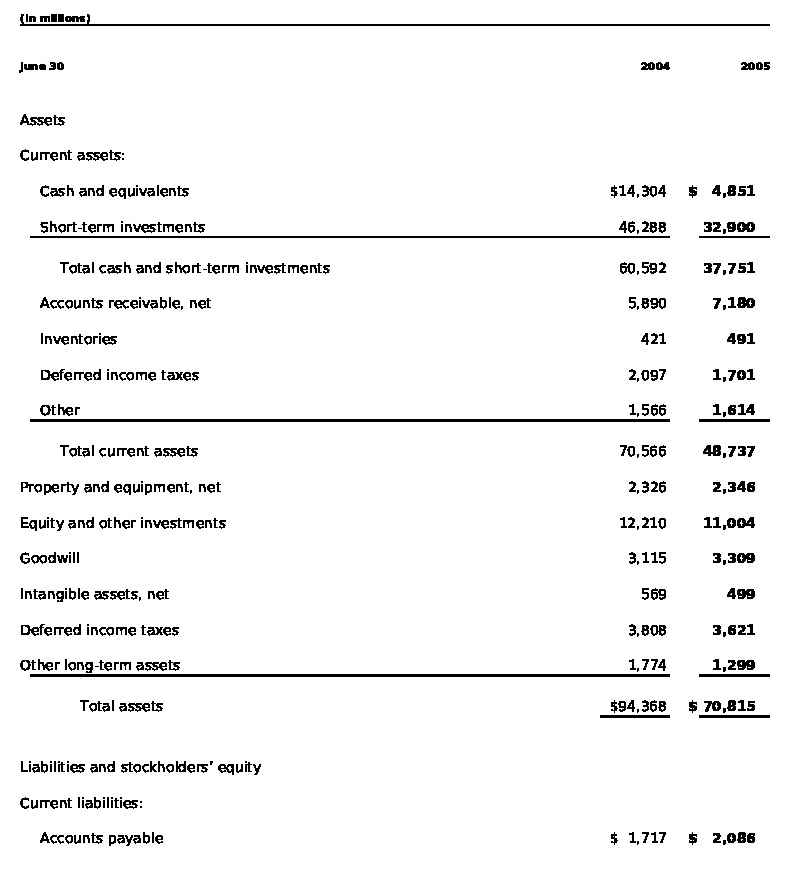 (In millions)
June 30 2004 2005
Assets
Current assets:
Cash and equivalents $14,304 $ 4,851
Short-term investments 46,288 32,900
Total cash and short-term investments 60,592 37,751
Accounts receivable, net 5,890 7,180
Inventories 421 491
Deferred income taxes 2,097 1,701
Other 1,566 1,614
Total current assets 70,566 48,737
Property and equipment, net 2,326 2,346
Equity and other investments 12,210 11,004
Goodwill 3,115 3,309
Intangible assets, net 569 499
Deferred income taxes 3,808 3,621
Other long-term assets 1,774 1,299
Total assets $94,368 $ 70,815
Liabilities and stockholders’ equity
Current liabilities:
Accounts payable $ 1,717 $ 2,086